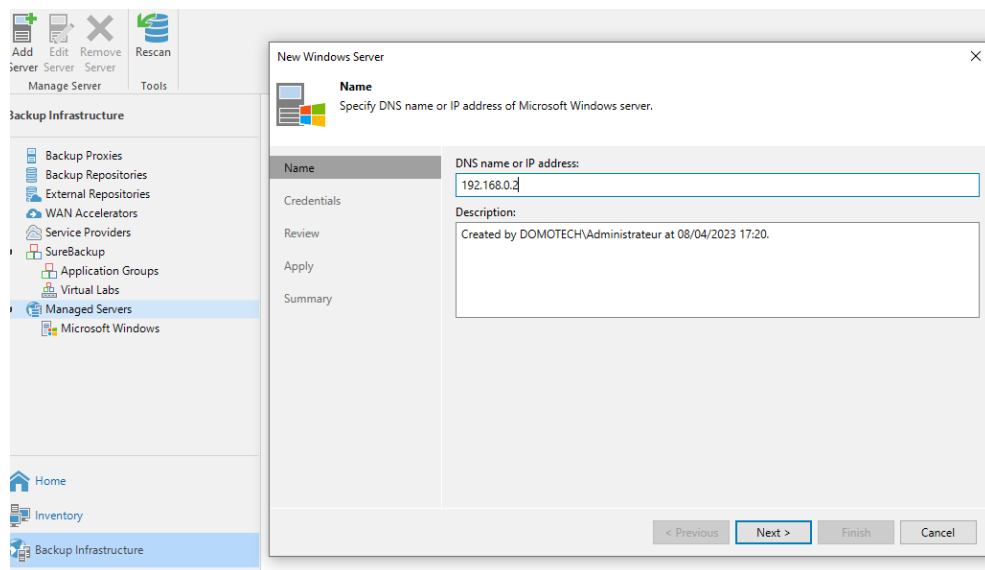 Add Edit Remove Rescan
Server Server Server
Manage Server Tools
Backup Infrastructure
Backup Proxies
Backup Repositories
External Repositories
WAN Accelerators
Service Providers
SureBackup
Application Groups
Virtual Labs
Managed Servers
Microsoft Windows
Home
Inventory
Backup Infrastructure
New Windows Server
Name
Specify DNS name or IP address of Microsoft Windows server.
Name
Credentials
Review
Apply
Summary
DNS name or IP address:
192.168.0.2
Description:
Created by DOMOTECH\Administrateur at 08/04/2023 17:20.
< Previous Next > Finish Cancel